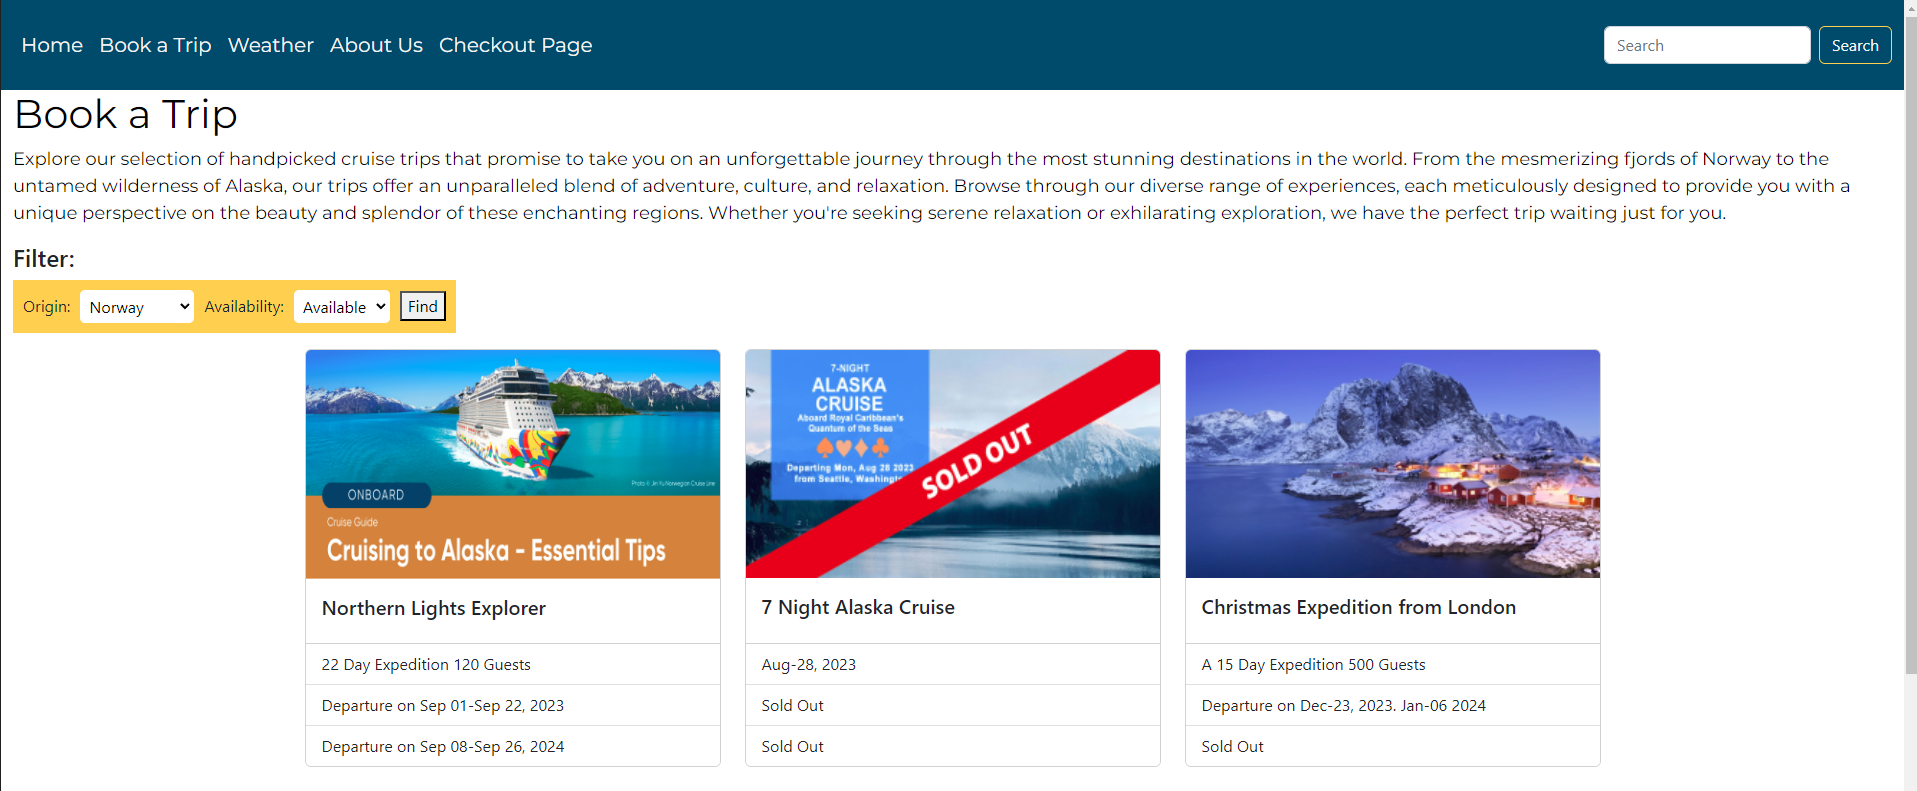 Home Book a Trip Weather About Us Checkout Page Search Search
Book a Trip
Explore our selection of handpicked cruise trips that promise to take you on an unforgettable journey through the most stunning destinations in the world. From the mesmerizing fjords of Norway to the
untamed wilderness of Alaska, our trips offer an unparalleled blend of adventure, culture, and relaxation. Browse through our diverse range of experiences, each meticulously designed to provide you with a
unique perspective on the beauty and splendor of these enchanting regions. Whether you're seeking serene relaxation or exhilarating exploration, we have the perfect trip waiting just for you.
Filter:
Origin: Norway Availability: Available Find
Photo © Jin Yu Norwegian Cruise Line
ONBOARD
Cruise Guide
Cruising to Alaska - Essential Tips
Northern Lights Explorer
22 Day Expedition 120 Guests
Departure on Sep 01-Sep 22, 2023
Departure on Sep 08-Sep 26, 2024
7-NIGHT
ALASKA
CRUISE
Aboard Royal Caribbean's
Quantum of the Seas
Departing Mon, Aug 28 2023
from Seattle, Washington
SOLD OUT
7 Night Alaska Cruise
Aug-28, 2023
Sold Out
Sold Out
Christmas Expedition from London
A 15 Day Expedition 500 Guests
Departure on Dec-23, 2023. Jan-06 2024
Sold Out